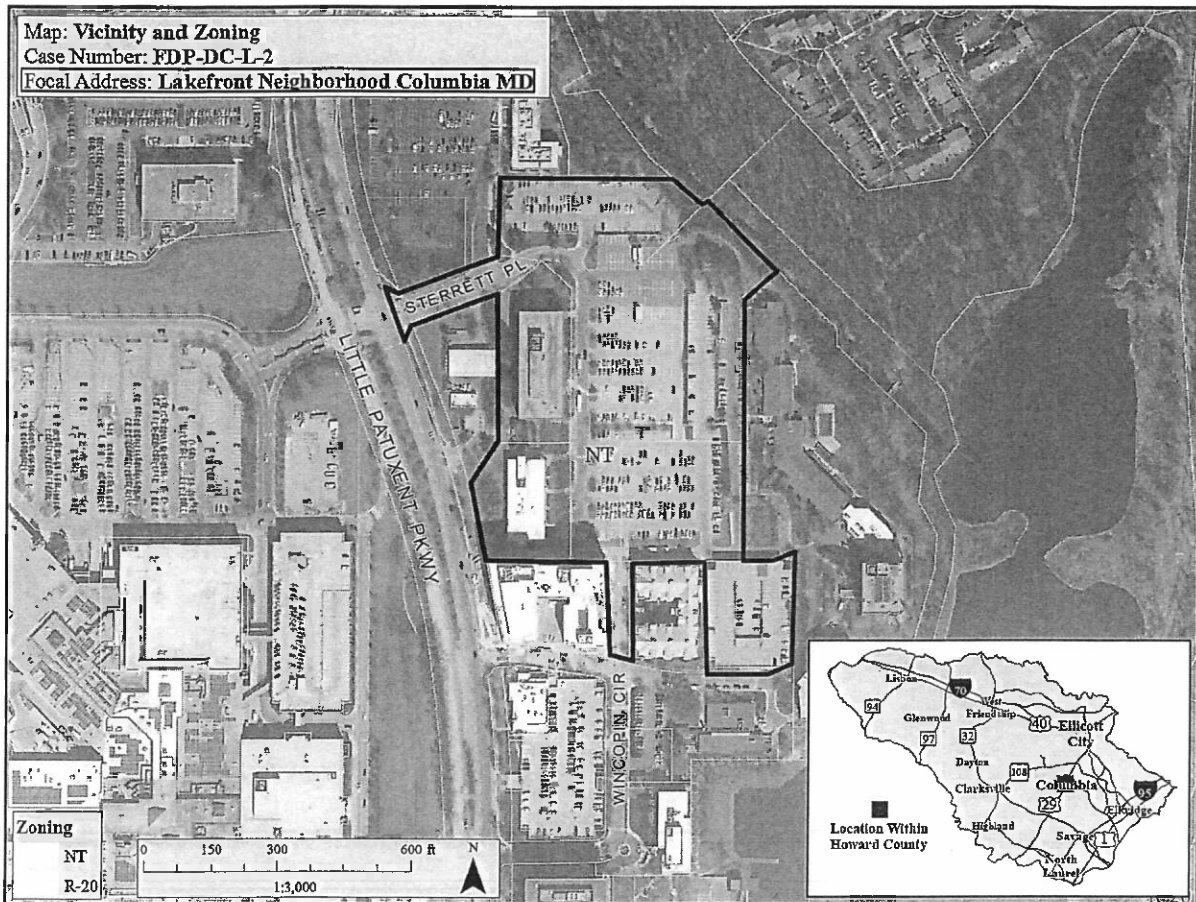 Map: Vicinity and Zoning
Case Number: FDP-DC-L-2
Focal Address: Lakefront Neighborhood Columbia MD
STERRETT PL
LITTLE PATUXENT PKWY
NT
WINCOPIN CIR
Zoning
NT
R-20
0 150 300 600 ft
1:3,000
N
Lisbon
70
94
Glenwood
West
Friendship
40
Ellicott
City
97
32
Dayton
108
Columbia
Clarksville
29
95
Elkridge
Highland
Savage
1
North
Laurel
Location Within
Howard County